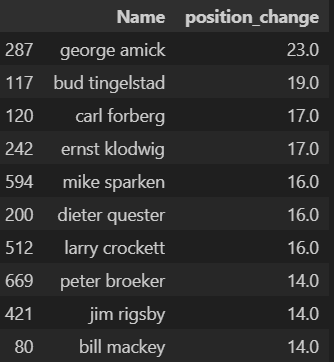 Name position_change
287 george amick 23.0
117 bud tingelstad 19.0
120 carl forberg 17.0
242 ernst klodwig 17.0
594 mike sparken 16.0
200 dieter quester 16.0
512 larry crockett 16.0
669 peter broeker 14.0
421 jim rigsby 14.0
80 bill mackey 14.0